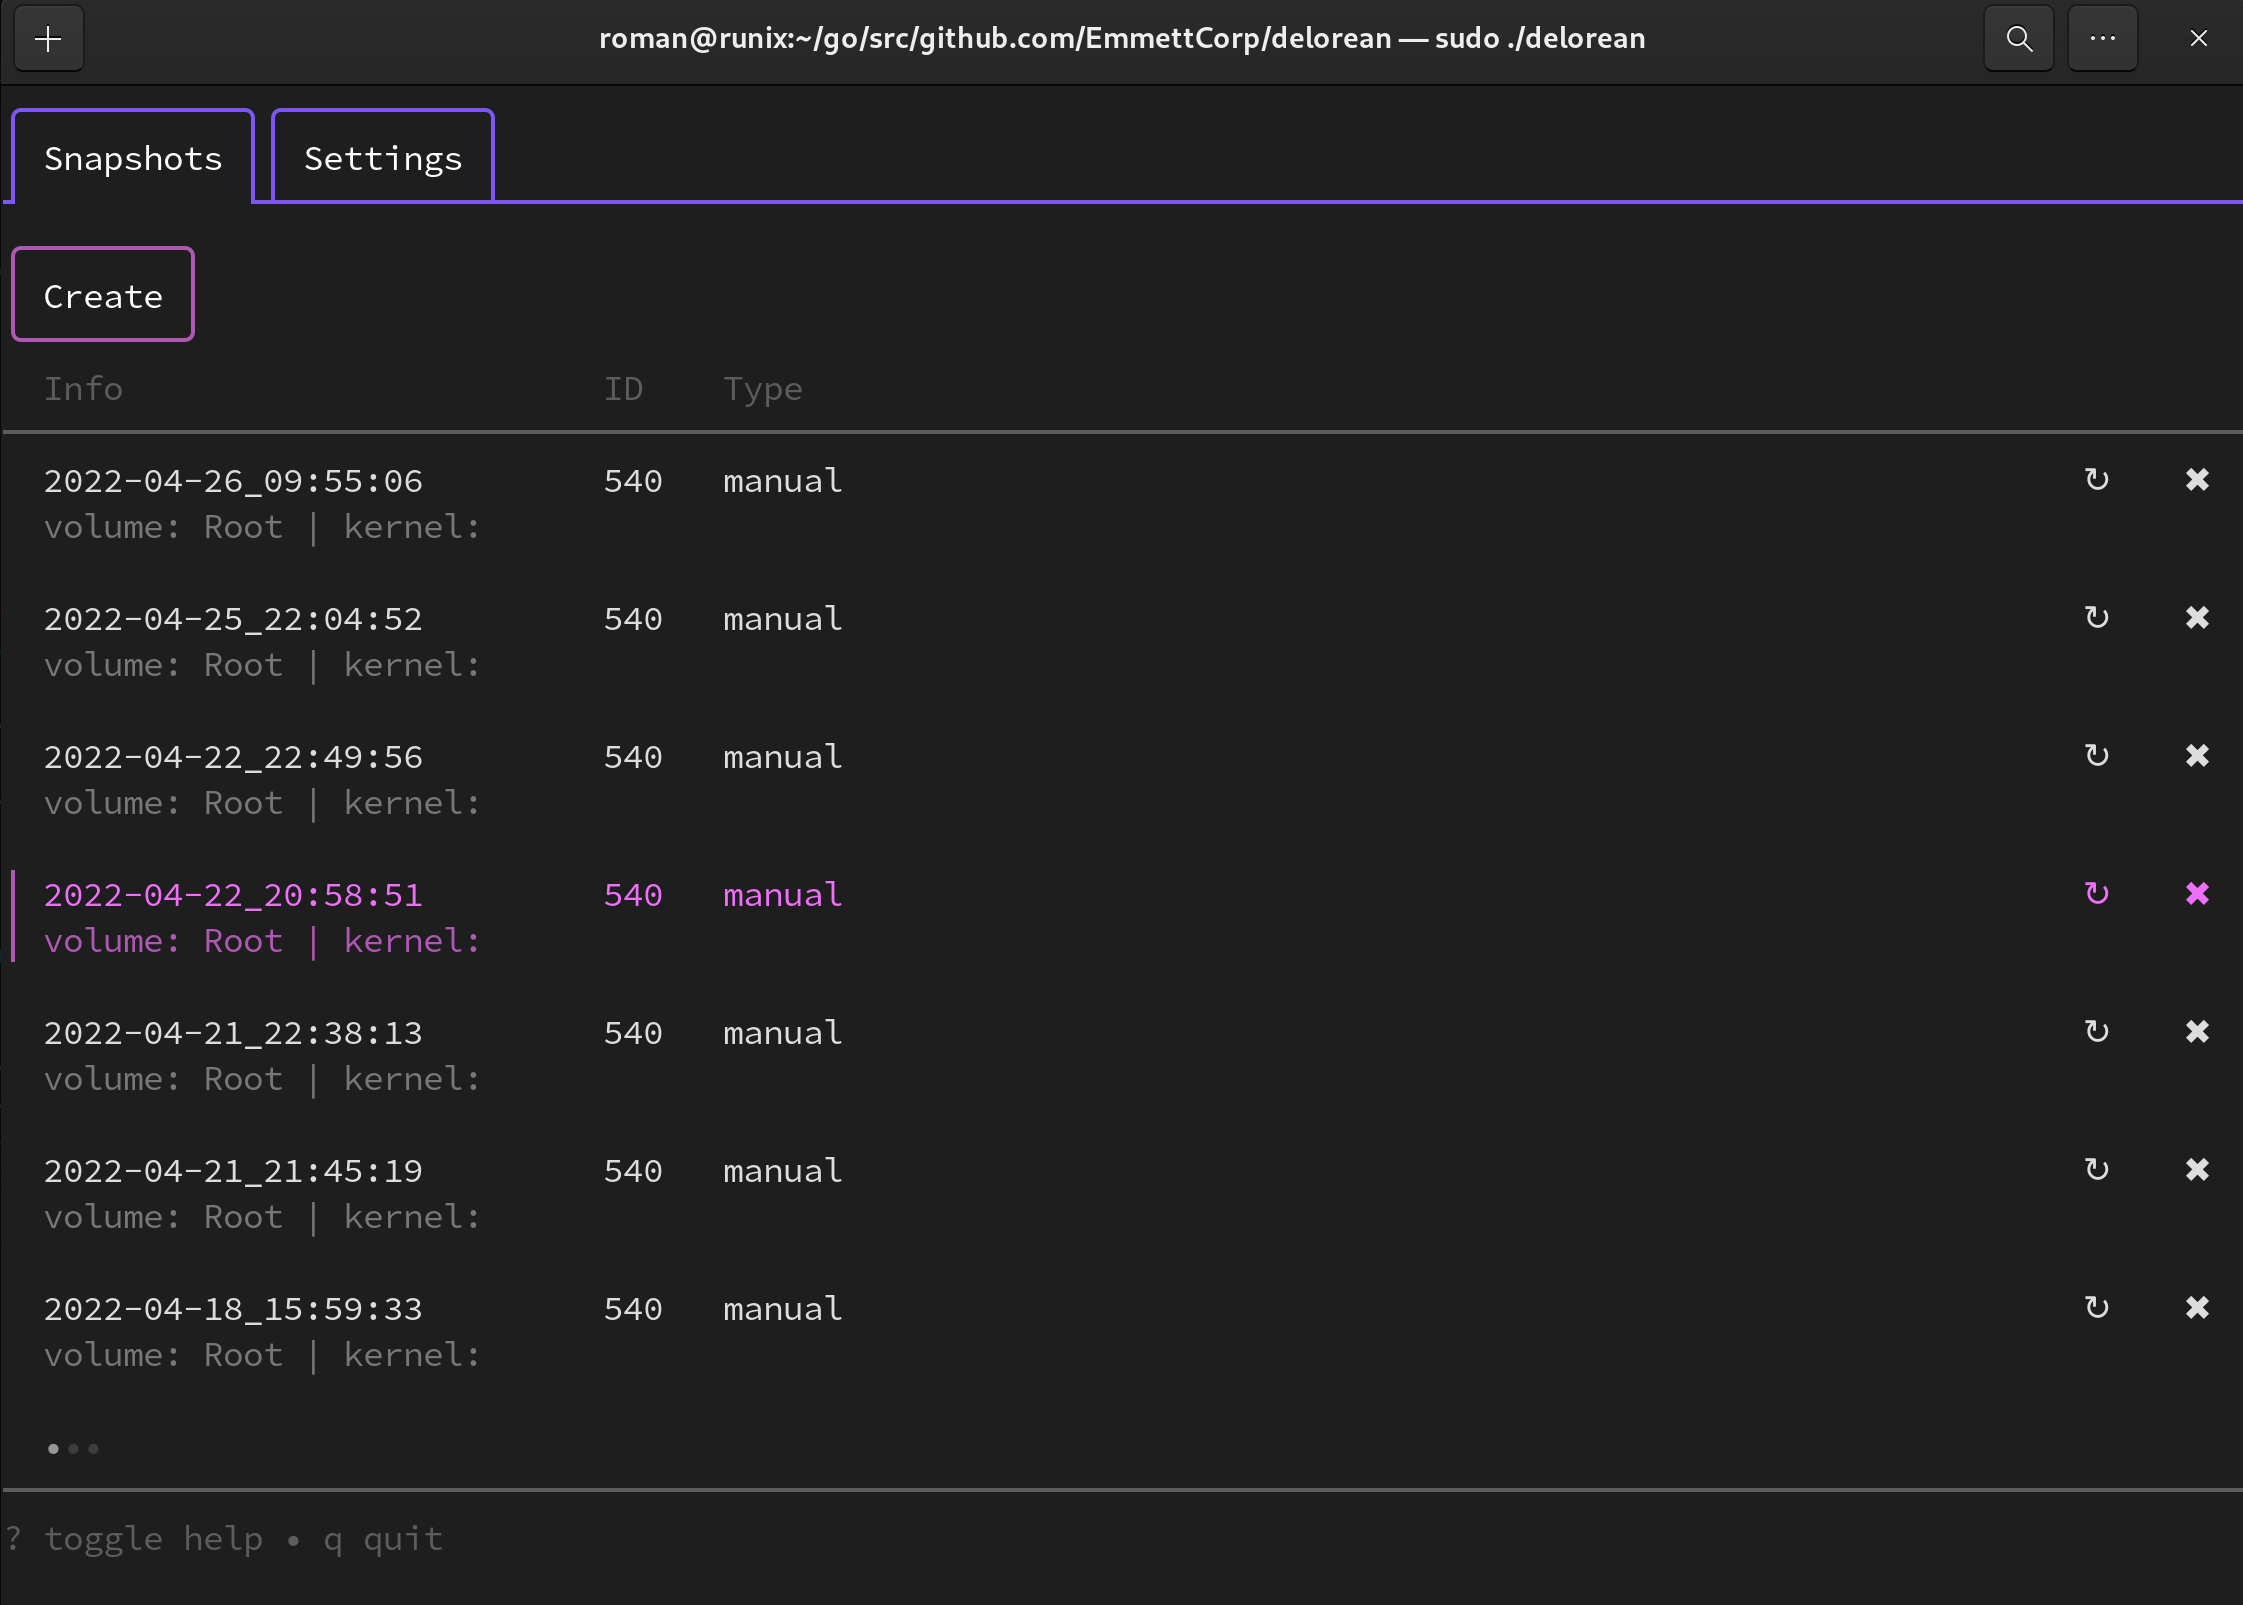 roman@runix:~/go/src/github.com/EmmettCorp/delorean — sudo ./delorean
Snapshots Settings
Create
Info ID Type
2022-04-26_09:55:06 540 manual ↻ ✖
volume: Root | kernel:
2022-04-25_22:04:52 540 manual ↻ ✖
volume: Root | kernel:
2022-04-22_22:49:56 540 manual ↻ ✖
volume: Root | kernel:
2022-04-22_20:58:51 540 manual ↻ ✖
volume: Root | kernel:
2022-04-21_22:38:13 540 manual ↻ ✖
volume: Root | kernel:
2022-04-21_21:45:19 540 manual ↻ ✖
volume: Root | kernel:
2022-04-18_15:59:33 540 manual ↻ ✖
volume: Root | kernel:
•••
? toggle help • q quit